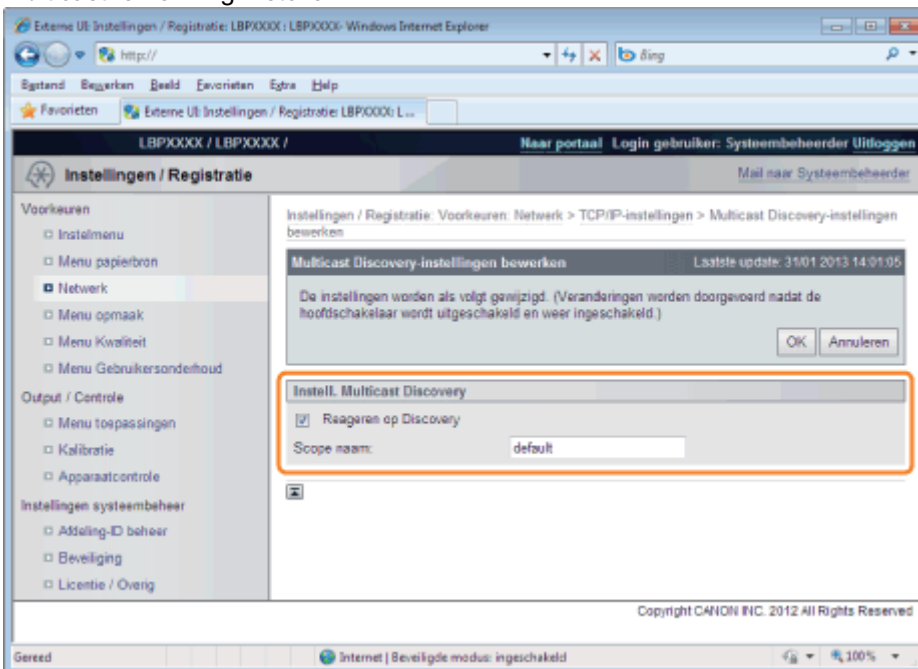 Externe UI: Instellingen / Registratie: LBPXXXX : LBPXXXX- Windows Internet Explorer
http://
Bing
Bestand Bewerken Beeld Favorieten Extra Help
Favorieten
Externe UI: Instellingen / Registratie: LBPXXXX: L...
LBPXXXX / LBPXXXX /
Naar portaal Login gebruiker: Systeembeheerder Uitloggen
Instellingen / Registratie
Mail naar Systeembeheerder
Voorkeuren
Instelmenu
Menu papierbron
Netwerk
Menu opmaak
Menu Kwaliteit
Menu Gebruikersonderhoud
Output / Controle
Menu toepassingen
Kalibratie
Apparaatcontrole
Instellingen systeembeheer
Afdeling-ID beheer
Beveiliging
Licentie / Overig
Instellingen / Registratie: Voorkeuren: Netwerk > TCP/IP-instellingen > Multicast Discovery-instellingen
bewerken
Multicast Discovery-instellingen bewerken
Laatste update: 31/01 2013 14:01:05
De instellingen worden als volgt gewijzigd. (Veranderingen worden doorgevoerd nadat de
hoofdschakelaar wordt uitgeschakeld en weer ingeschakeld.)
OK Annuleren
Instell. Multicast Discovery
Reageren op Discovery
Scope naam: default
Copyright CANON INC. 2012 All Rights Reserved
Gereed
Internet | Beveiligde modus: ingeschakeld
100%